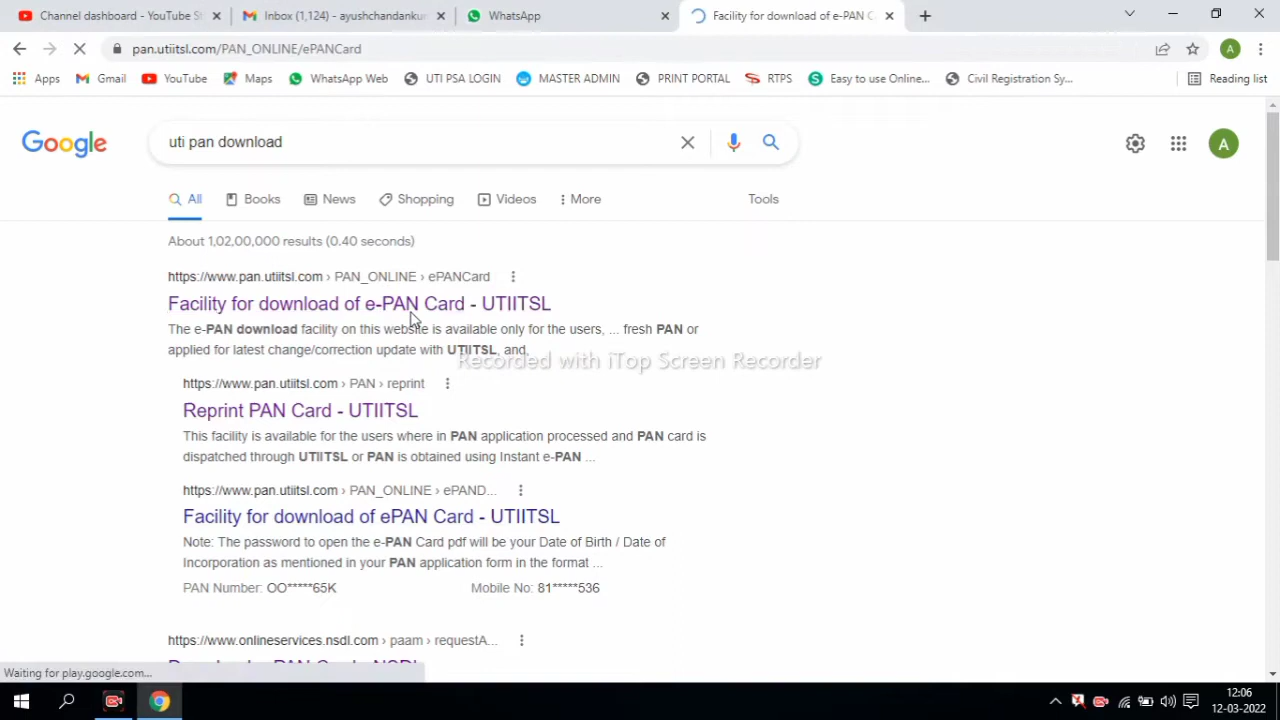 Channel dashboard - YouTube St
Inbox (1,124) - ayushchandankum
WhatsApp
Facility for download of e-PAN C
pan.utiitsl.com/PAN_ONLINE/ePANCard
A
Apps
Gmail
YouTube
Maps
WhatsApp Web
UTI PSA LOGIN
MASTER ADMIN
PRINT PORTAL
RTPS
Easy to use Online...
Civil Registration Sy...
Reading list
Google
uti pan download
A
All
Books
News
Shopping
Videos
More
Tools
About 1,02,00,000 results (0.40 seconds)
https://www.pan.utiitsl.com › PAN_ONLINE › ePANCard
Facility for download of e-PAN Card - UTIITSL
The e-PAN download facility on this website is available only for the users, ... fresh PAN or
applied for latest change/correction update with UTIITSL, and.
Recorded with iTop Screen Recorder
https://www.pan.utiitsl.com › PAN › reprint
Reprint PAN Card - UTIITSL
This facility is available for the users where in PAN application processed and PAN card is
dispatched through UTIITSL or PAN is obtained using Instant e-PAN ...
https://www.pan.utiitsl.com › PAN_ONLINE › ePAND...
Facility for download of ePAN Card - UTIITSL
Note: The password to open the e-PAN Card pdf will be your Date of Birth / Date of
Incorporation as mentioned in your PAN application form in the format ...
PAN Number: OO*****65K
Mobile No: 81*****536
https://www.onlineservices.nsdl.com › paam › requestA...
Waiting for play.google.com...
12:06
12-03-2022